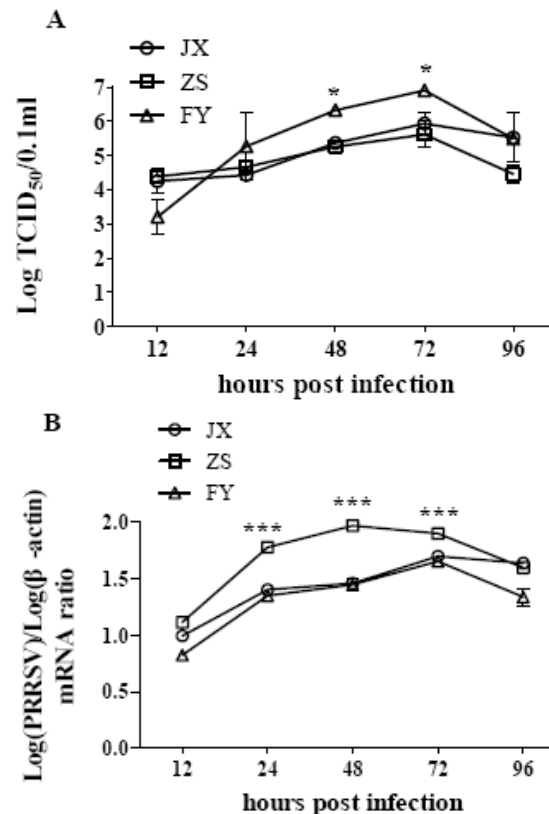 A
JX
ZS
FY
* *
7
6
5
4
3
2
1
0
Log TCID50/0.1ml
12 24 48 72 96
hours post infection
B
JX
ZS
FY
*** *** ***
2.0
1.5
1.0
0.5
0.0
Log(PRRSV)/Log(β -actin)
mRNA ratio
12 24 48 72 96
hours post infection